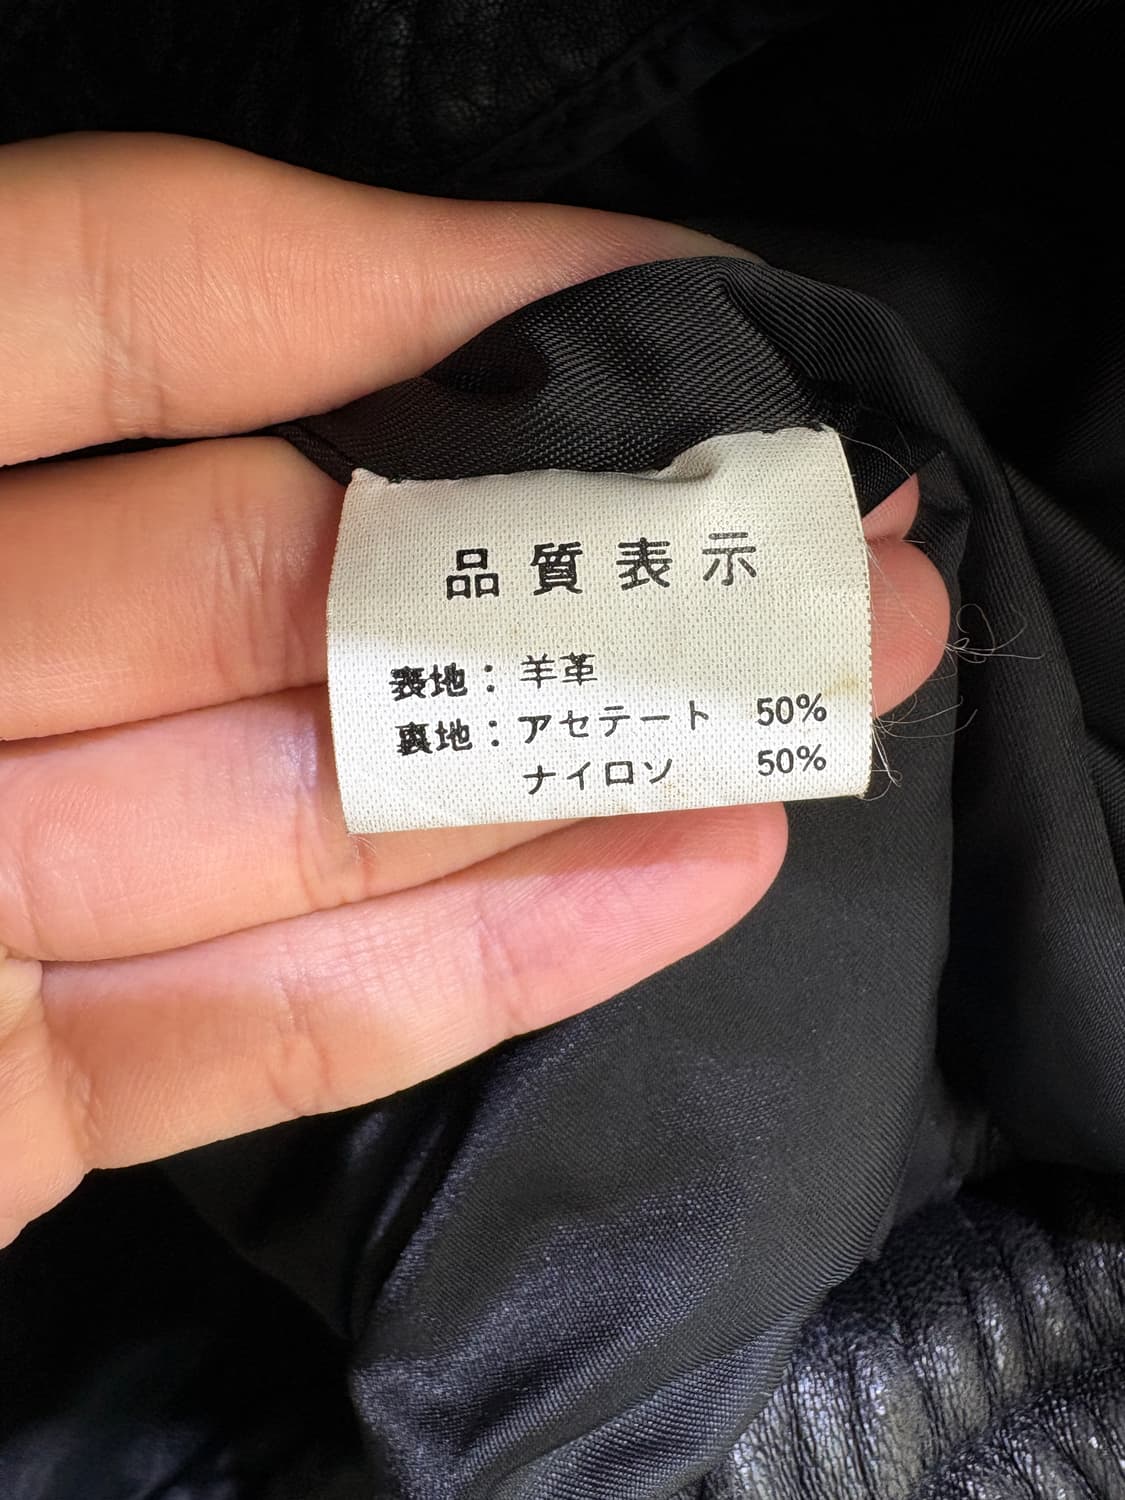 品質表示
表地：羊革
裏地：アセテート 50%
ナイロン 50%